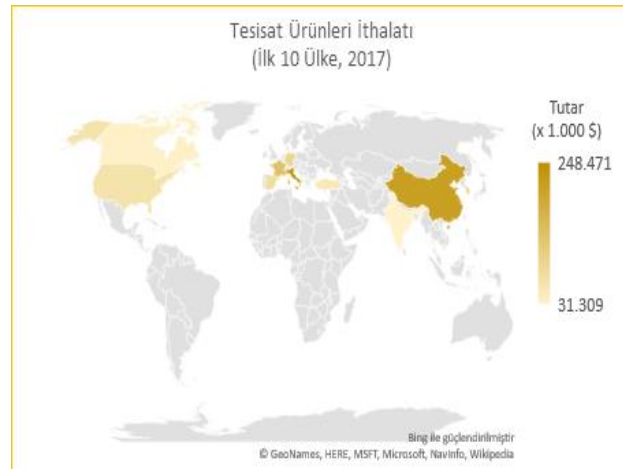 Tesisat Ürünleri İthalatı
(İlk 10 Ülke, 2017)
Tutar
(x 1.000 $)
248.471
31.309
Bing ile güçlendirilmiştir
© GeoNames, HERE, MSFT, Microsoft, NavInfo, Wikipedia